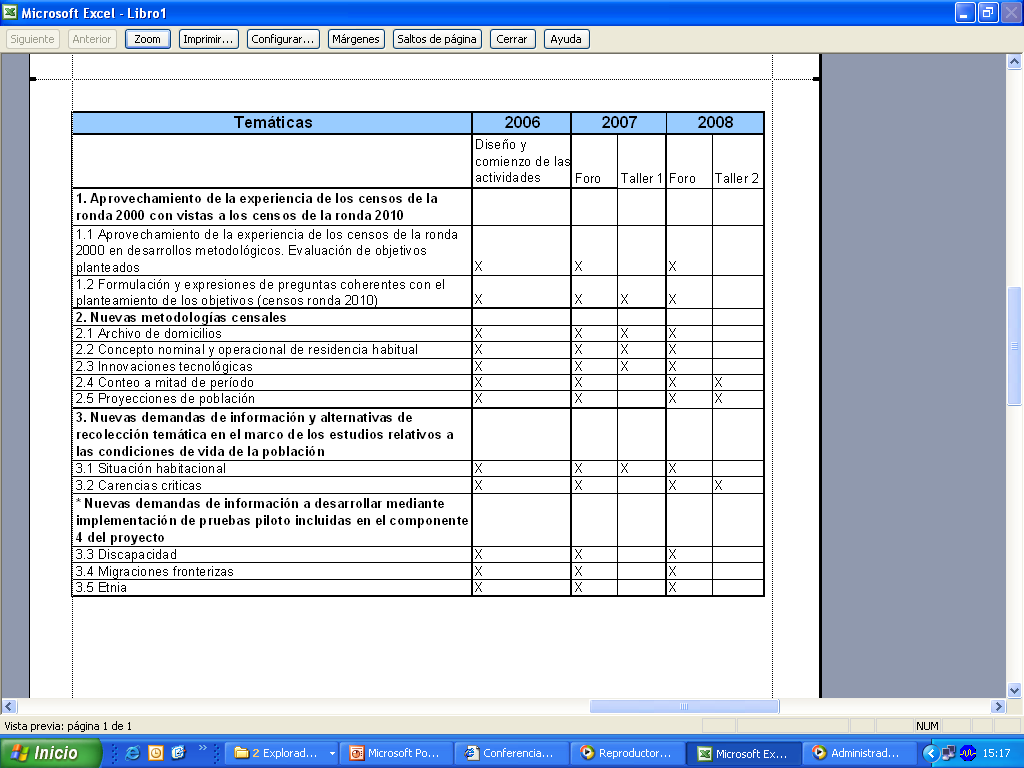 Microsoft Excel - Libro1
Siguiente Anterior Zoom Imprimir... Configurar... Márgenes Saltos de página Cerrar Ayuda
Temáticas 2006 2007 2008
Diseño y
comienzo de las
actividades Foro Taller 1 Foro Taller 2
1. Aprovechamiento de la experiencia de los censos de la
ronda 2000 con vistas a los censos de la ronda 2010
1.1 Aprovechamiento de la experiencia de los censos de la ronda
2000 en desarrollos metodológicos. Evaluación de objetivos
planteados X X X
1.2 Formulación y expresiones de preguntas coherentes con el
planteamiento de los objetivos (censos ronda 2010) X X X X
2. Nuevas metodologías censales
2.1 Archivo de domicilios X X X X
2.2 Concepto nominal y operacional de residencia habitual X X X X
2.3 Innovaciones tecnológicas X X X X
2.4 Conteo a mitad de período X X X X
2.5 Proyecciones de población X X X X
3. Nuevas demandas de información y alternativas de
recolección temática en el marco de los estudios relativos a
las condiciones de vida de la población
3.1 Situación habitacional X X X X
3.2 Carencias criticas X X X X
* Nuevas demandas de información a desarrollar mediante
implementación de pruebas piloto incluidas en el componente
4 del proyecto
3.3 Discapacidad X X X
3.4 Migraciones fronterizas X X X
3.5 Etnia X X X
Vista previa: página 1 de 1 NUM
Inicio 2 Explorad... Microsoft Po... Conferencia... Reproductor... Microsoft Ex... Administrad... 15:17